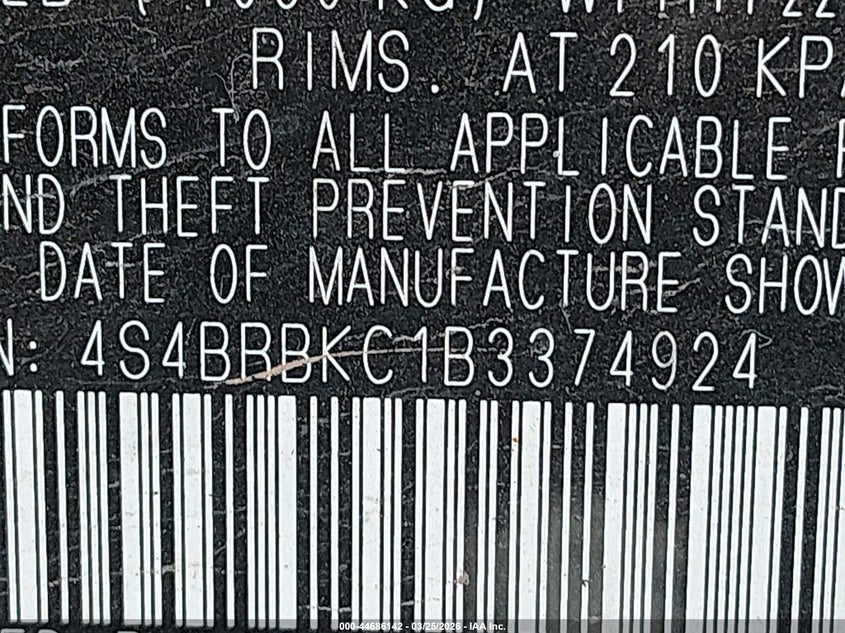 RIMS. AT 210 KPA
FORMS TO ALL APPLICABLE F
ND THEFT PREVENTION STAND
DATE OF MANUFACTURE SHOW
N: 4S4BRBKC1B3374924
000-44686142 - 03/25/2026 - IAA Inc.